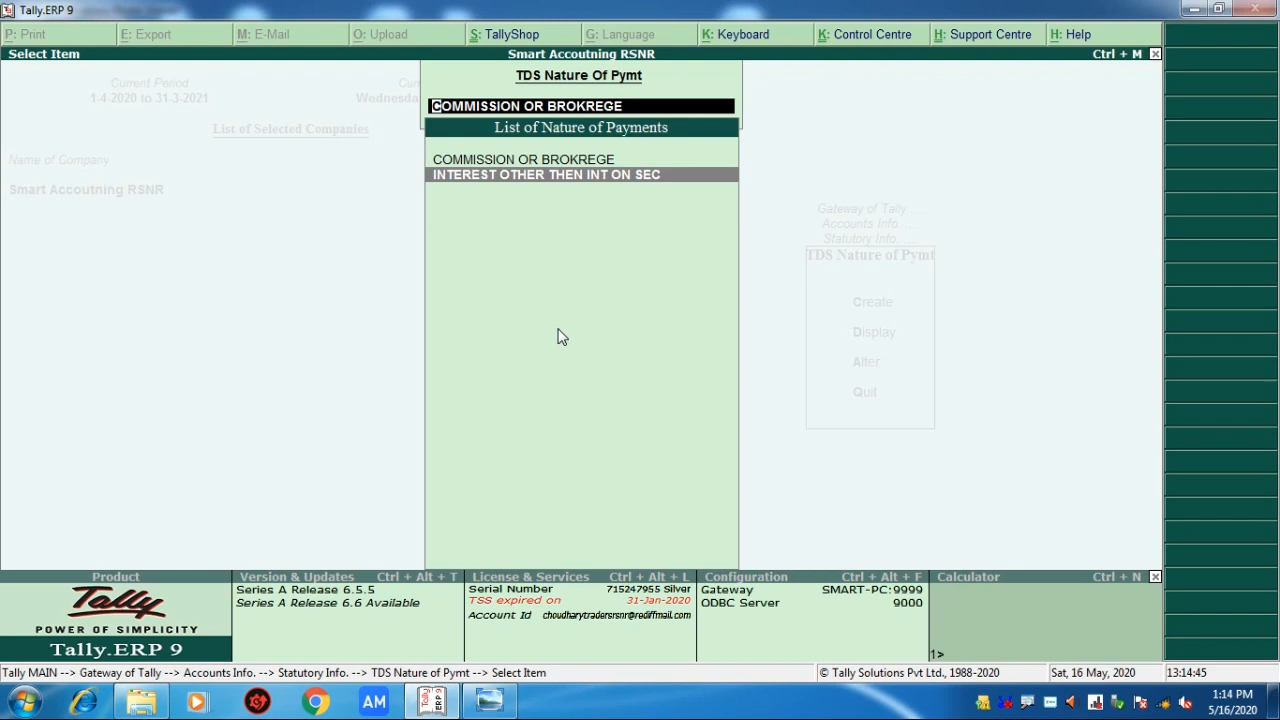 Tally.ERP 9
P: Print
E: Export
M: E-Mail
O: Upload
S: TallyShop
G: Language
K: Keyboard
K: Control Centre
H: Support Centre
H: Help
Select Item
Smart Accoutning RSNR
Ctrl + M
Current Period
1-4-2020 to 31-3-2021
Wednesda
List of Selected Companies
Name of Company
Smart Accoutning RSNR
TDS Nature Of Pymt
COMMISSION OR BROKREGE
List of Nature of Payments
COMMISSION OR BROKREGE
INTEREST OTHER THEN INT ON SEC
Gateway of Tally ......
Accounts Info. ....
Statutory Info. ....
TDS Nature of Pymt
Create
Display
Alter
Quit
Product
Tally
POWER OF SIMPLICITY
Tally.ERP 9
Version & Updates Ctrl + Alt + T
Series A Release 6.5.5
Series A Release 6.6 Available
License & Services Ctrl + Alt + L
Serial Number 715247955 Silver
TSS expired on 31-Jan-2020
Account Id choudharytradersrsnr@rediffmail.com
Configuration Ctrl + Alt + F
Gateway SMART-PC:9999
ODBC Server 9000
Calculator Ctrl + N
1>
Tally MAIN --> Gateway of Tally --> Accounts Info. --> Statutory Info. --> TDS Nature of Pymt --> Select Item
© Tally Solutions Pvt Ltd., 1988-2020
Sat, 16 May, 2020
13:14:45
AM
Tally ERP 9
1:14 PM
5/16/2020